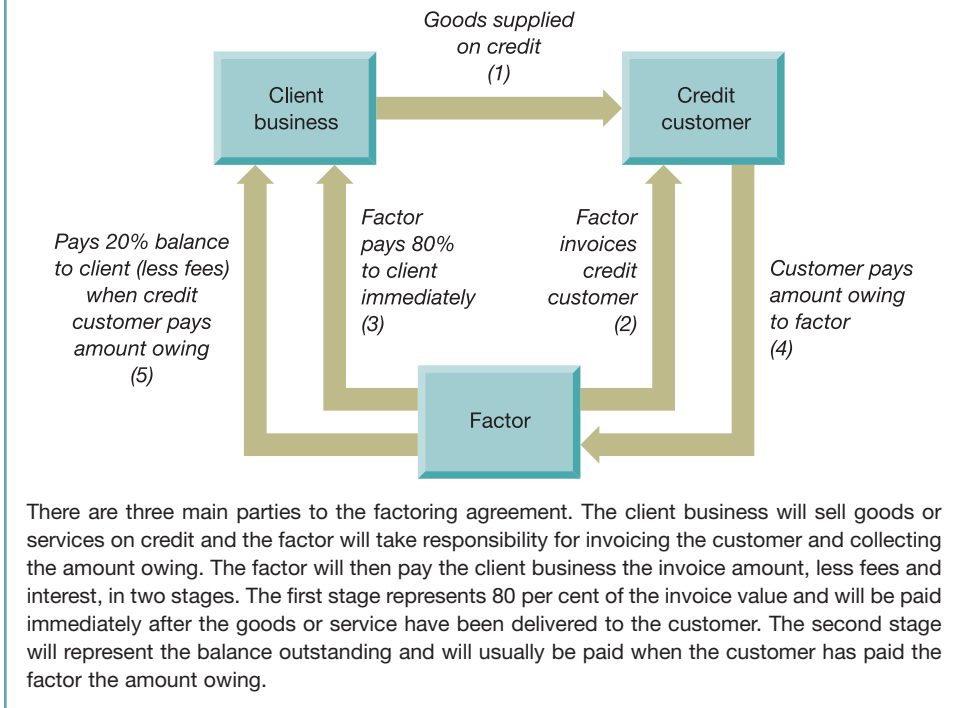 Goods supplied
on credit
(1)
Client
business
Credit
customer
Pays 20% balance
to client (less fees)
when credit
customer pays
amount owing
(5)
Factor
pays 80%
to client
immediately
(3)
Factor
invoices
credit
customer
(2)
Customer pays
amount owing
to factor
(4)
Factor
There are three main parties to the factoring agreement. The client business will sell goods or
services on credit and the factor will take responsibility for invoicing the customer and collecting
the amount owing. The factor will then pay the client business the invoice amount, less fees and
interest, in two stages. The first stage represents 80 per cent of the invoice value and will be paid
immediately after the goods or service have been delivered to the customer. The second stage
will represent the balance outstanding and will usually be paid when the customer has paid the
factor the amount owing.